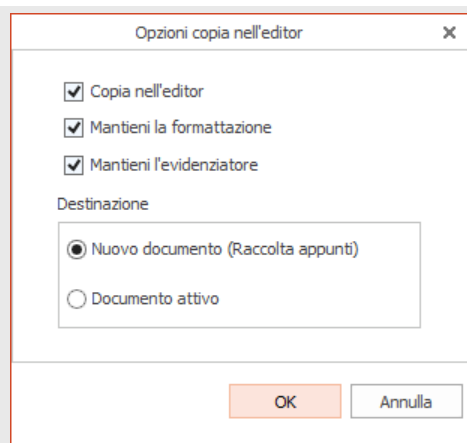 Opzioni copia nell'editor
Copia nell'editor
Mantieni la formattazione
Mantieni l'evidenziatore
Destinazione
Nuovo documento (Raccolta appunti)
Documento attivo
OK Annulla